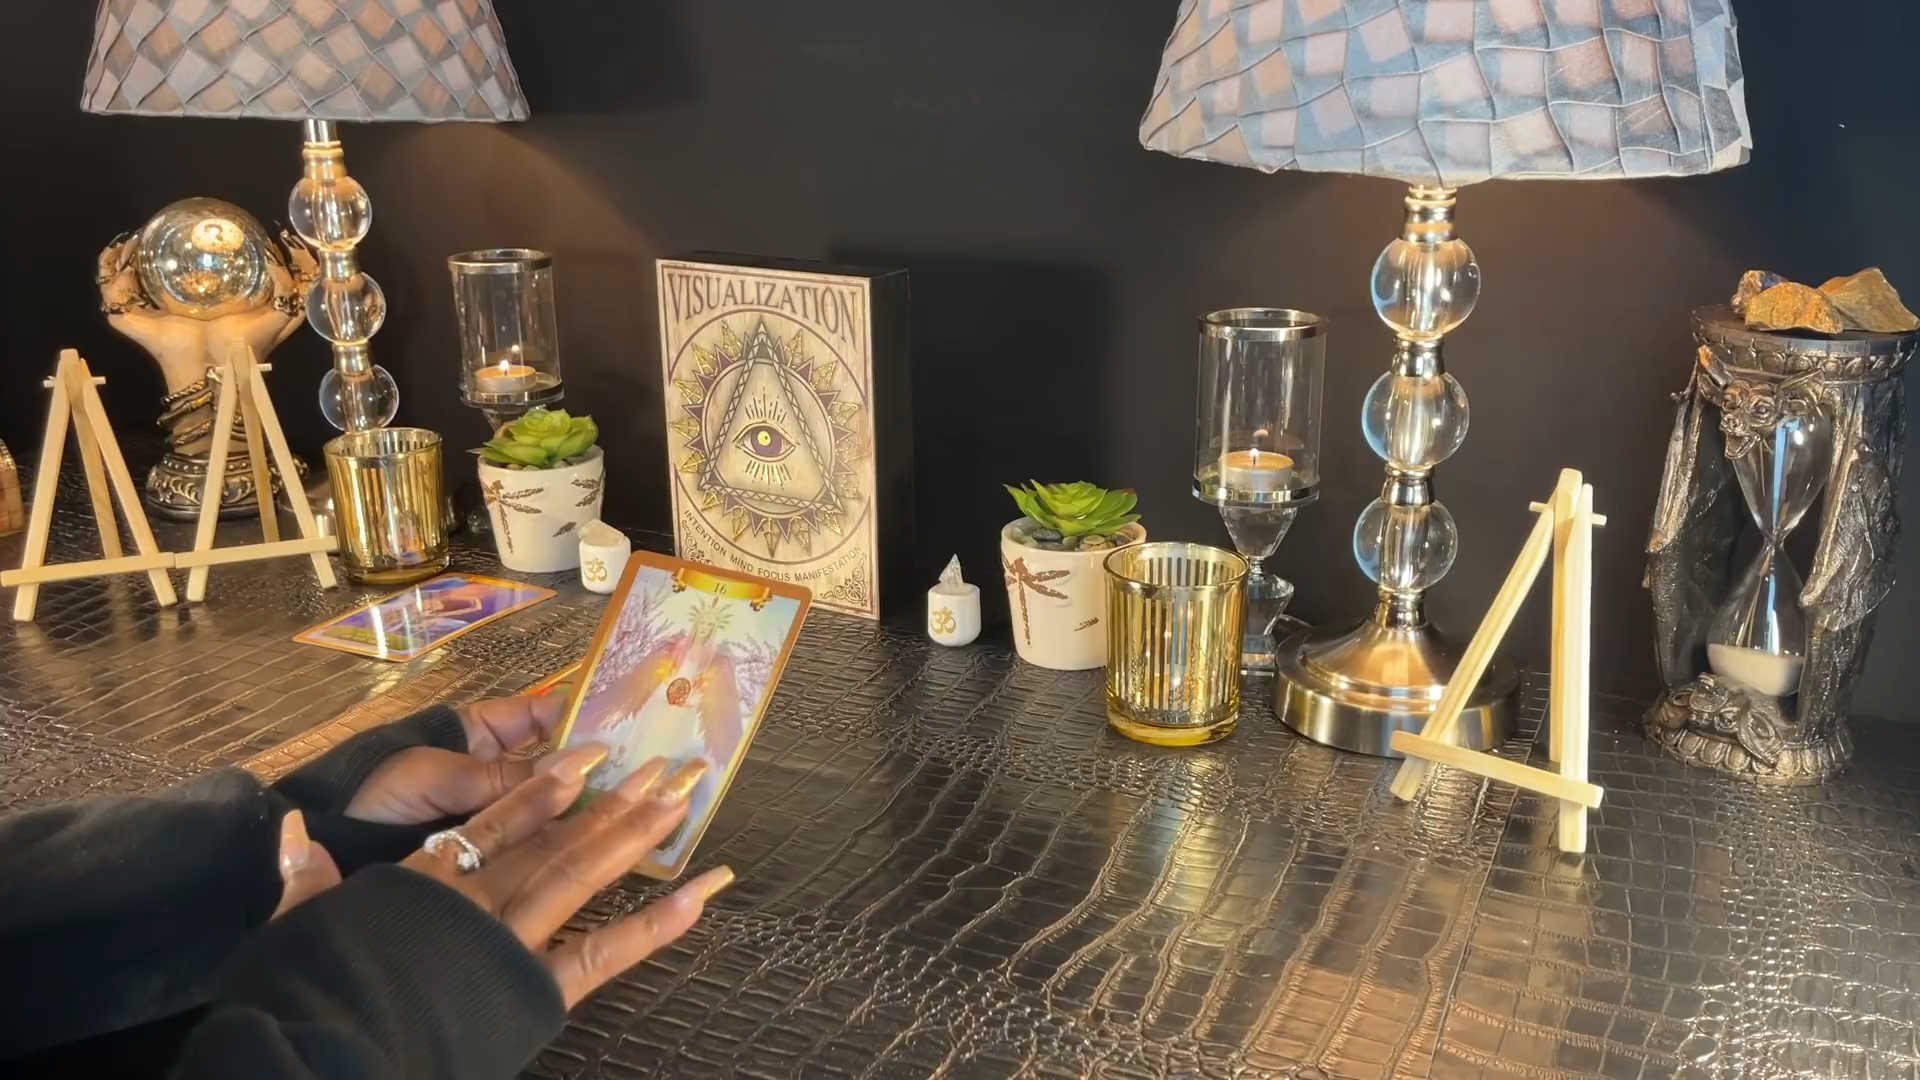 VISUALIZATION
INTENTION MIND FOCUS MANIFESTATION
16
ॐ
ॐ